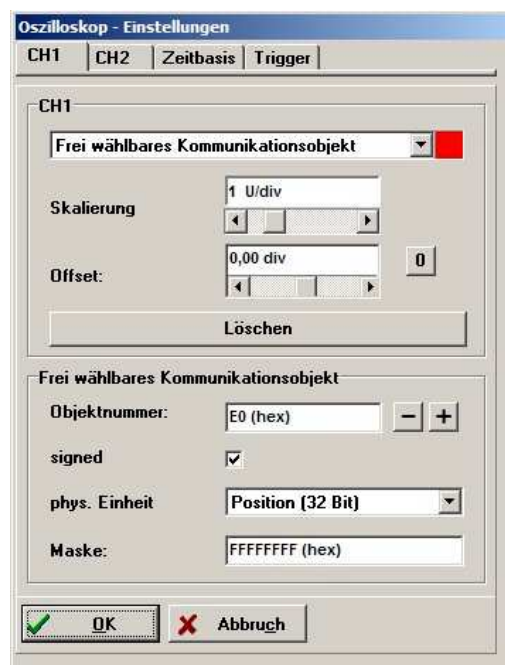 Oszilloskop - Einstellungen
CH1 CH2 Zeitbasis Trigger
CH1
Frei wählbares Kommunikationsobjekt
Skalierung 1 U/div
Offset: 0,00 div 0
Löschen
Frei wählbares Kommunikationsobjekt
Objektnummer: E0 (hex) − +
signed
phys. Einheit Position (32 Bit)
Maske: FFFFFFFF (hex)
OK Abbruch